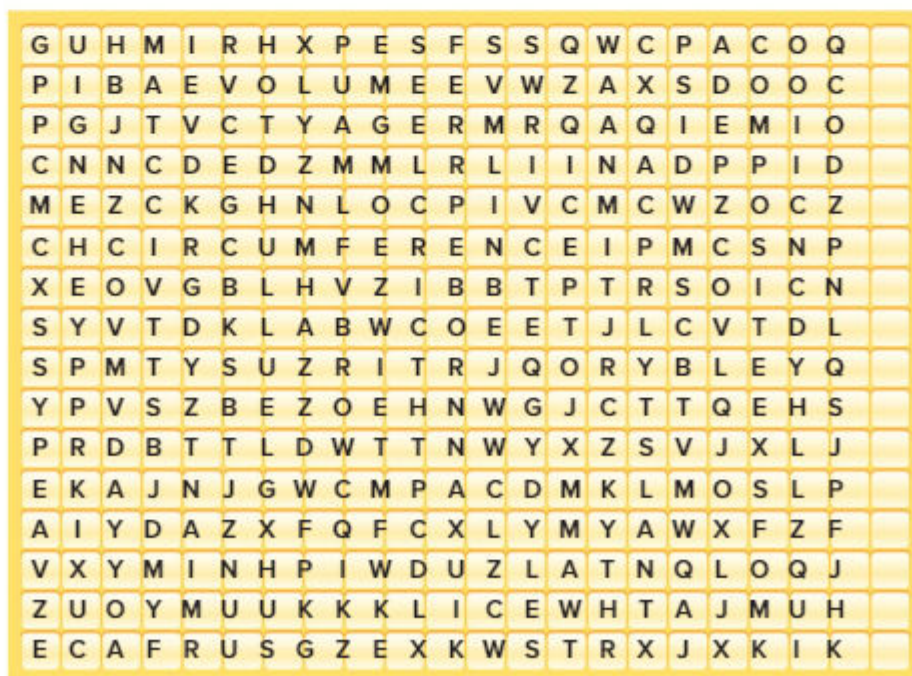 G U H M I R H X P E S F S S Q W C P A C O Q
P I B A E V O L U M E E V W Z A X S D O O C
P G J T V C T Y A G E R M R Q A Q I E M I O
C N N C D E D Z M M L R L I I N A D P P I D
M E Z C K G H N L O C P I V C M C W Z O C Z
C H C I R C U M F E R E N C E I P M C S N P
X E O V G B L H V Z I B B T P T R S O I C N
S Y V T D K L A B W C O E E T J L C V T D L
S P M T Y S U Z R I T R J Q O R Y B L E Y Q
Y P V S Z B E Z O E H N W G J C T T Q E H S
P R D B T T L D W T T N W Y X Z S V J X L J
E K A J N J G W C M P A C D M K L M O S L P
A I Y D A Z X F Q F C X L Y M Y A W X F Z F
V X Y M I N H P I W D U Z L A T N Q L O Q J
Z U O Y M U U K K K L I C E W H T A J M U H
E C A F R U S G Z E X K W S T R X J X K I K